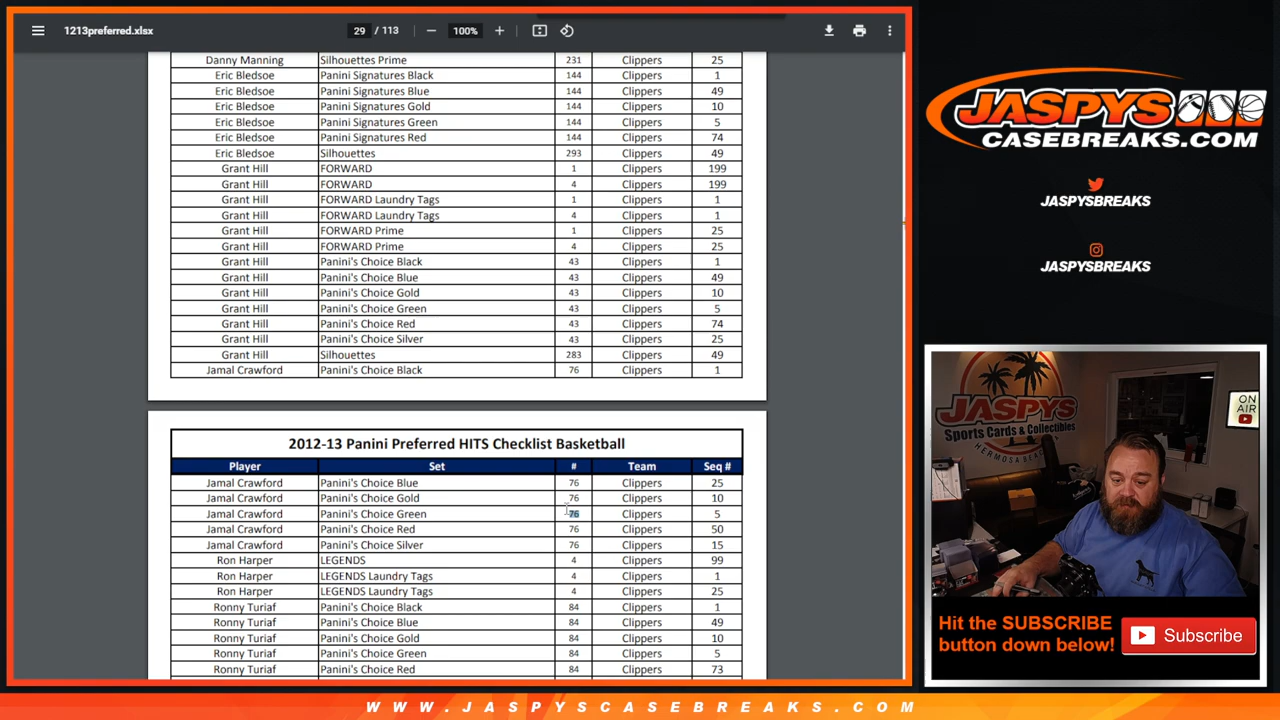 1213preferred.xlsx 29 / 113 100%
Danny Manning Silhouettes Prime 231 Clippers 25
Eric Bledsoe Panini Signatures Black 144 Clippers 1
Eric Bledsoe Panini Signatures Blue 144 Clippers 49
Eric Bledsoe Panini Signatures Gold 144 Clippers 10
Eric Bledsoe Panini Signatures Green 144 Clippers 5
Eric Bledsoe Panini Signatures Red 144 Clippers 74
Eric Bledsoe Silhouettes 293 Clippers 49
Grant Hill FORWARD 1 Clippers 199
Grant Hill FORWARD 4 Clippers 199
Grant Hill FORWARD Laundry Tags 1 Clippers 1
Grant Hill FORWARD Laundry Tags 4 Clippers 1
Grant Hill FORWARD Prime 1 Clippers 25
Grant Hill FORWARD Prime 4 Clippers 25
Grant Hill Panini's Choice Black 43 Clippers 1
Grant Hill Panini's Choice Blue 43 Clippers 49
Grant Hill Panini's Choice Gold 43 Clippers 10
Grant Hill Panini's Choice Green 43 Clippers 5
Grant Hill Panini's Choice Red 43 Clippers 74
Grant Hill Panini's Choice Silver 43 Clippers 25
Grant Hill Silhouettes 283 Clippers 49
Jamal Crawford Panini's Choice Black 76 Clippers 1
2012-13 Panini Preferred HITS Checklist Basketball
Player Set # Team Seq #
Jamal Crawford Panini's Choice Blue 76 Clippers 25
Jamal Crawford Panini's Choice Gold 76 Clippers 10
Jamal Crawford Panini's Choice Green 76 Clippers 5
Jamal Crawford Panini's Choice Red 76 Clippers 50
Jamal Crawford Panini's Choice Silver 76 Clippers 15
Ron Harper LEGENDS 4 Clippers 99
Ron Harper LEGENDS Laundry Tags 4 Clippers 1
Ron Harper LEGENDS Laundry Tags 4 Clippers 25
Ronny Turiaf Panini's Choice Black 84 Clippers 1
Ronny Turiaf Panini's Choice Blue 84 Clippers 49
Ronny Turiaf Panini's Choice Gold 84 Clippers 10
Ronny Turiaf Panini's Choice Green 84 Clippers 5
Ronny Turiaf Panini's Choice Red 84 Clippers 73
JASPYS
CASEBREAKS.COM
JASPYSBREAKS
JASPYSBREAKS
JASPYS
Sports Cards & Collectibles
HERMOSA BEACH
ON
AIR
Hit the SUBSCRIBE
button down below!
Subscribe
WWW.JASPYSCASEBREAKS.COM